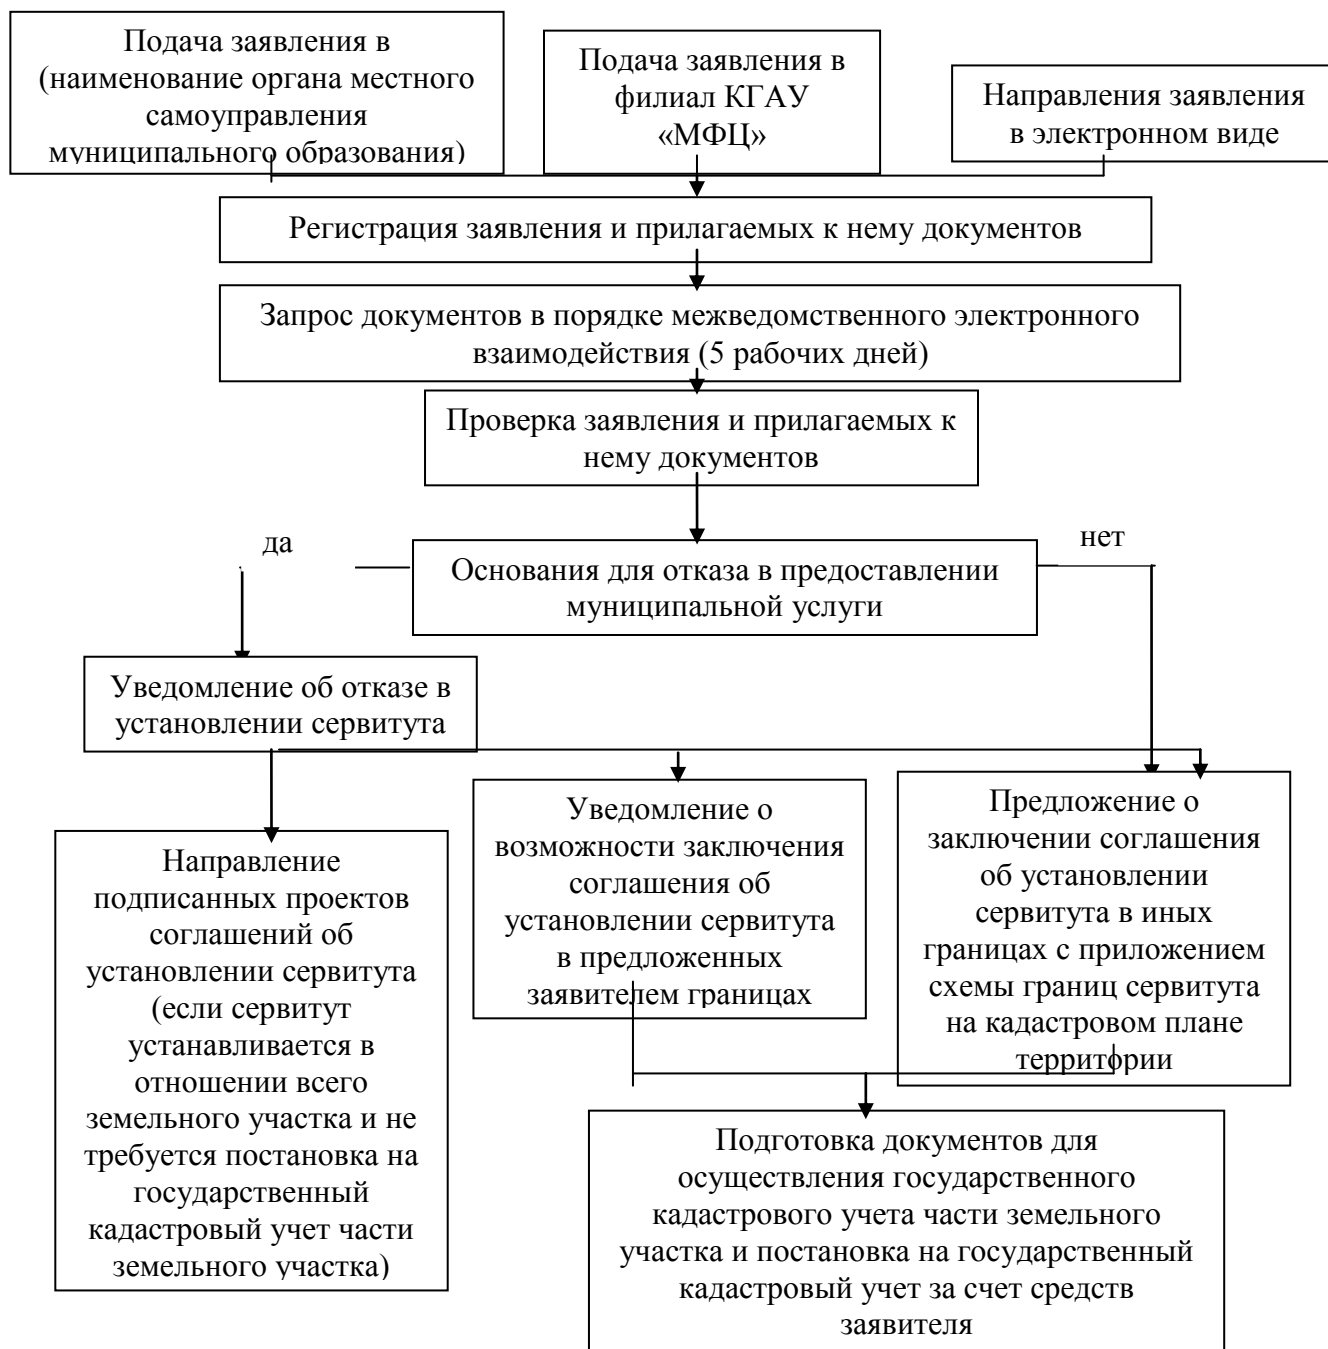 Подача заявления в
(наименование органа местного
самоуправления
муниципального образования)
Подача заявления в
филиал КГАУ
«МФЦ»
Направления заявления
в электронном виде
Регистрация заявления и прилагаемых к нему документов
Запрос документов в порядке межведомственного электронного
взаимодействия (5 рабочих дней)
Проверка заявления и прилагаемых к
нему документов
да
нет
Основания для отказа в предоставлении
муниципальной услуги
Уведомление об отказе в
установлении сервитута
Направление
подписанных проектов
соглашений об
установлении сервитута
(если сервитут
устанавливается в
отношении всего
земельного участка и не
требуется постановка на
государственный
кадастровый учет части
земельного участка)
Уведомление о
возможности заключения
соглашения об
установлении сервитута
в предложенных
заявителем границах
Предложение о
заключении соглашения
об установлении
сервитута в иных
границах с приложением
схемы границ сервитута
на кадастровом плане
территории
Подготовка документов для
осуществления государственного
кадастрового учета части земельного
участка и постановка на государственный
кадастровый учет за счет средств
заявителя